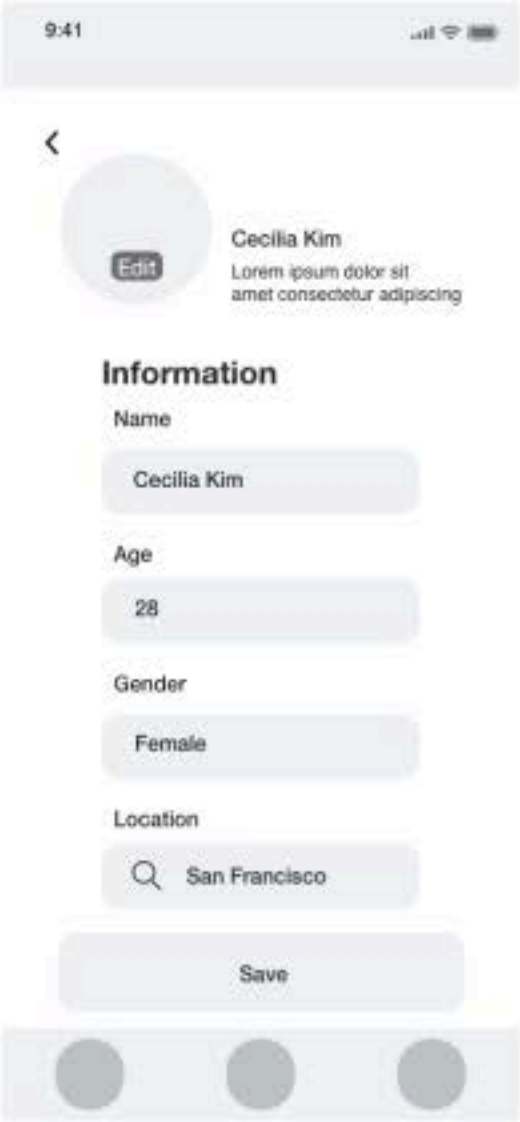 9:41
Edit
Cecilia Kim
Lorem ipsum dolor sit
amet consectetur adipiscing
Information
Name
Cecilia Kim
Age
28
Gender
Female
Location
San Francisco
Save